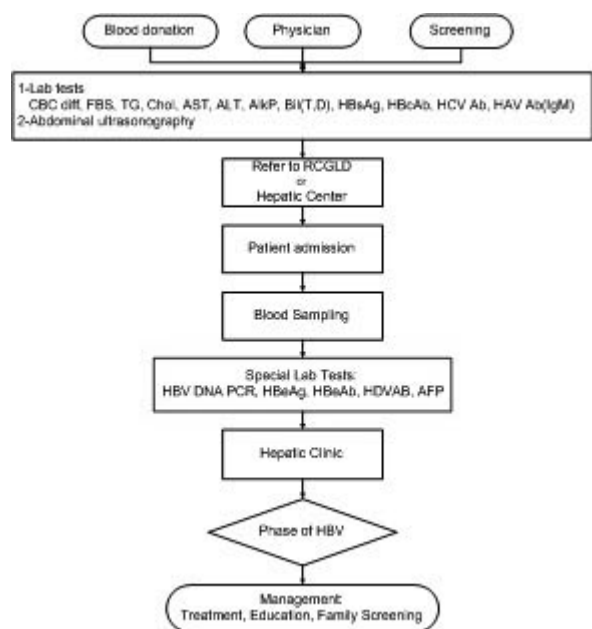 Blood donation
Physician
Screening
1-Lab tests
CBC diff, FBS, TG, Chol, AST, ALT, AlkP, Bil(T,D), HBsAg, HBcAb, HCV Ab, HAV Ab(IgM)
2-Abdominal ultrasonography
Refer to RCGLD
or
Hepatic Center
Patient admission
Blood Sampling
Special Lab Tests:
HBV DNA PCR, HBeAg, HBeAb, HDVAB, AFP
Hepatic Clinic
Phase of HBV
Management:
Treatment, Education, Family Screening